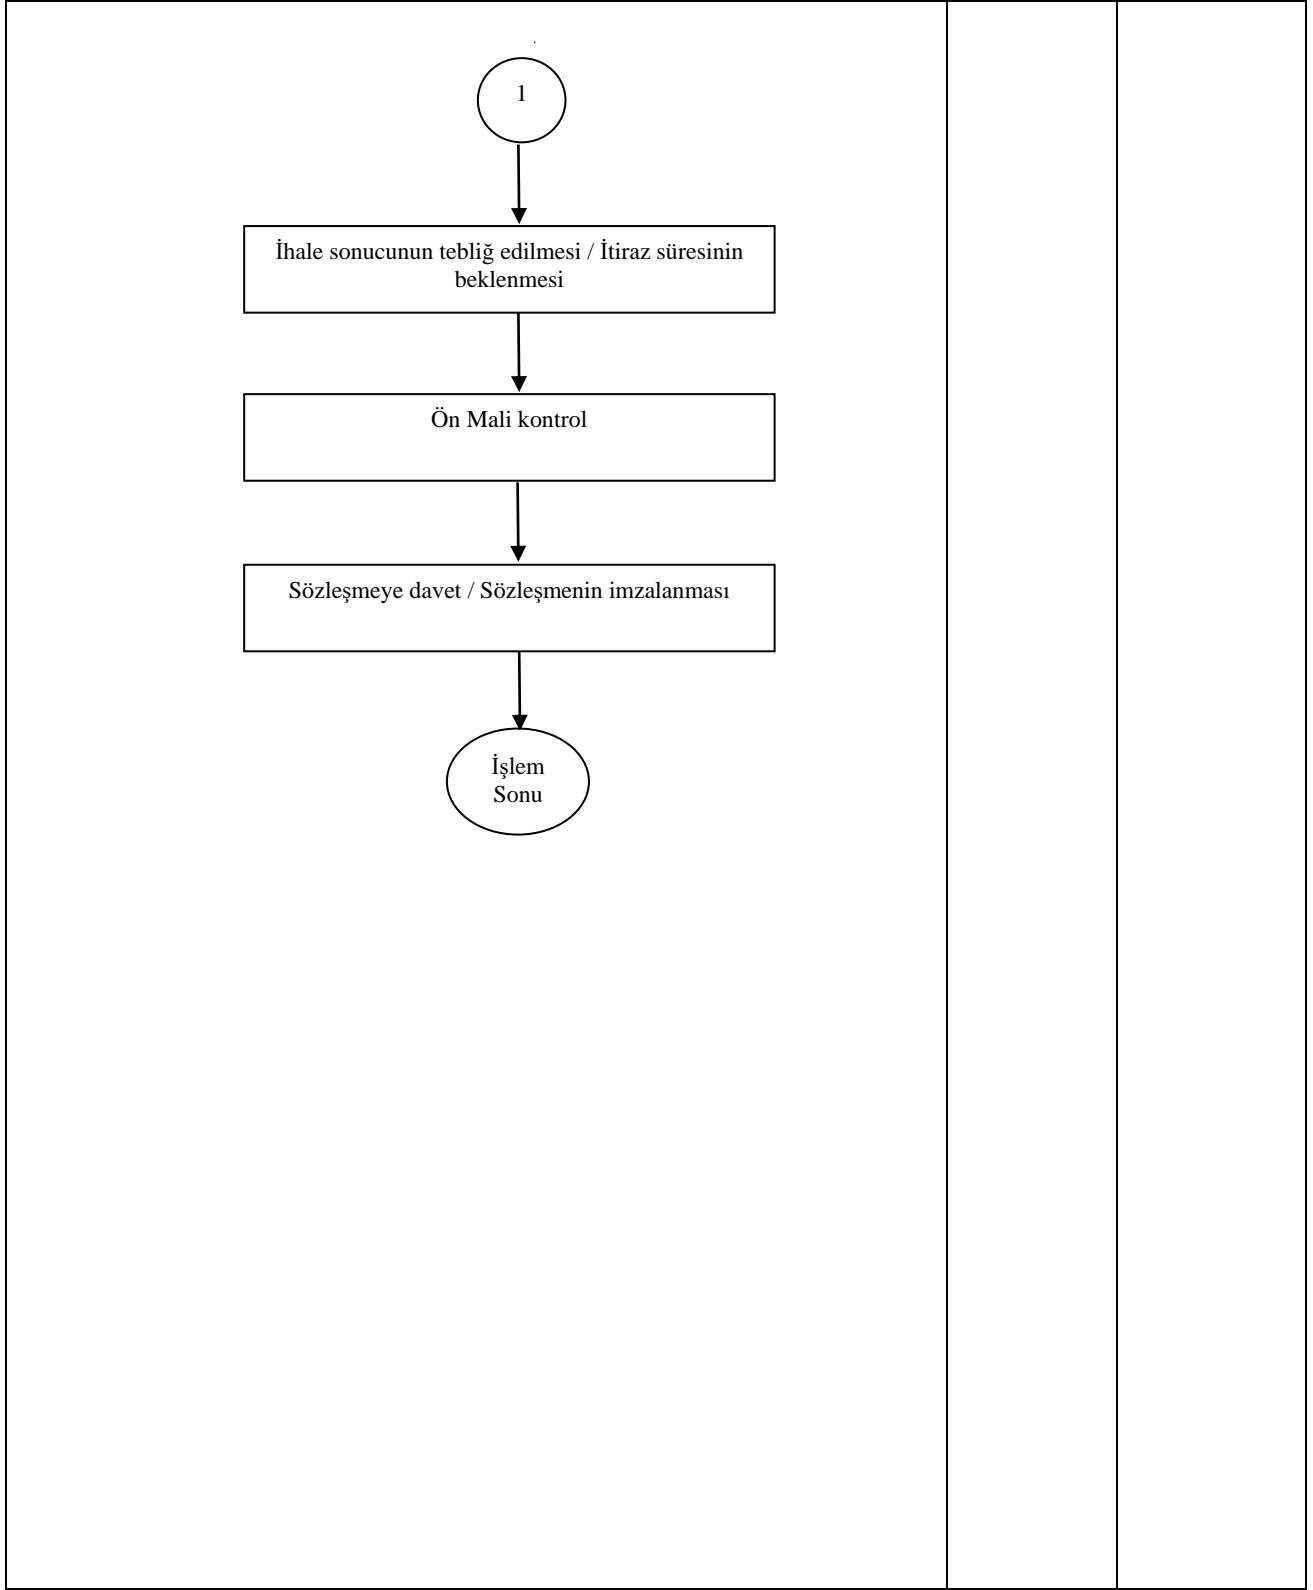 1
İhale sonucunun tebliğ edilmesi / İtiraz süresinin
beklenmesi
Ön Mali kontrol
Sözleşmeye davet / Sözleşmenin imzalanması
İşlem
Sonu